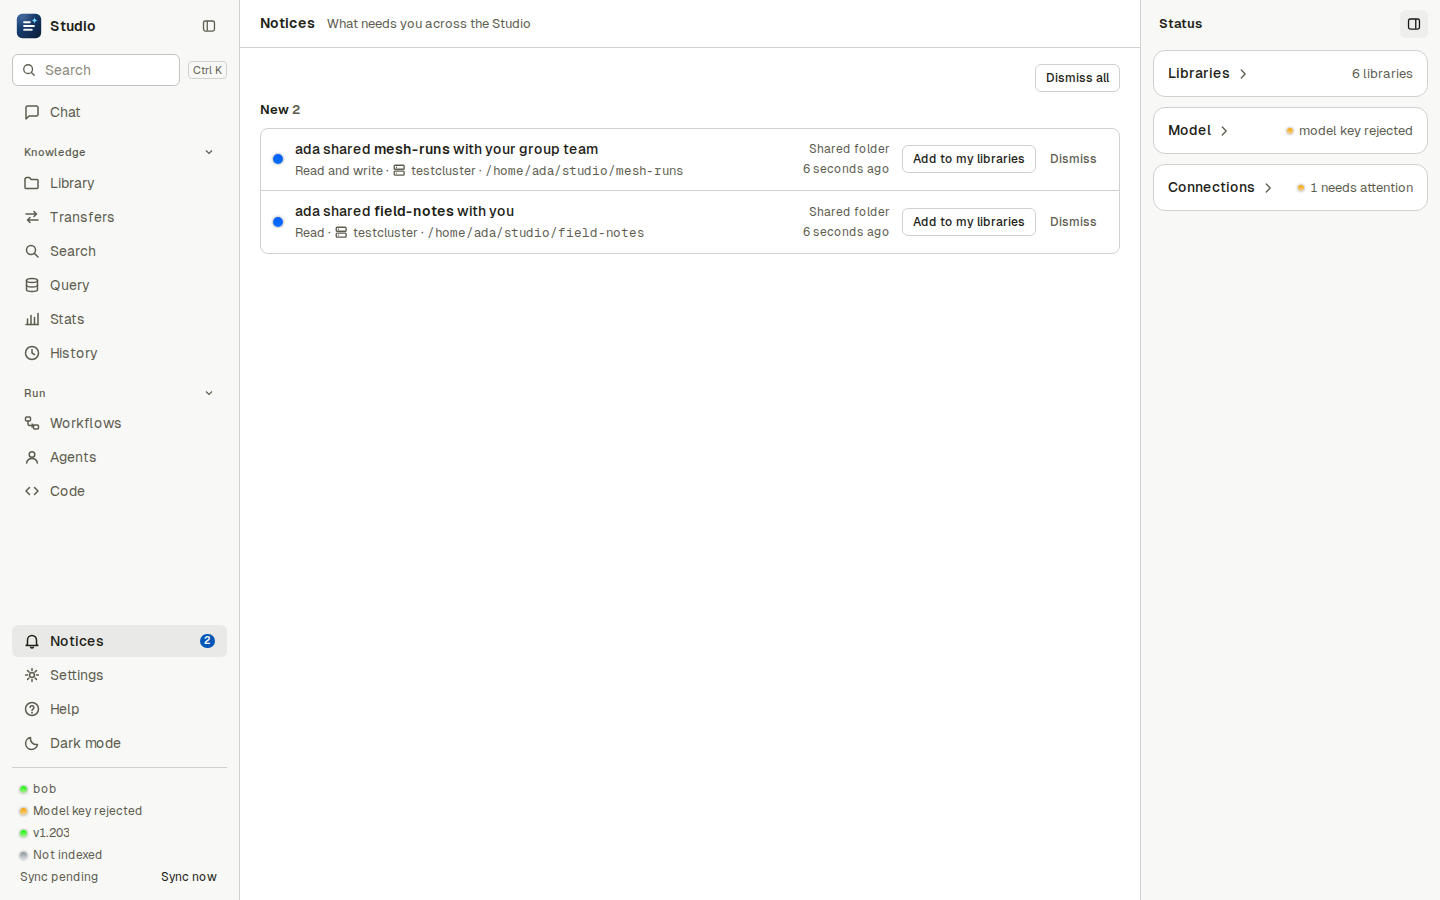 Studio
Search
Ctrl K
Chat
Knowledge
Library
Transfers
Search
Query
Stats
History
Run
Workflows
Agents
Code
Notices 2
Settings
Help
Dark mode
bob
Model key rejected
v1.203
Not indexed
Sync pending Sync now
Notices What needs you across the Studio
Dismiss all
New 2
ada shared mesh-runs with your group team
Read and write · testcluster · /home/ada/studio/mesh-runs
Shared folder
6 seconds ago
Add to my libraries
Dismiss
ada shared field-notes with you
Read · testcluster · /home/ada/studio/field-notes
Shared folder
6 seconds ago
Add to my libraries
Dismiss
Status
Libraries 6 libraries
Model model key rejected
Connections 1 needs attention